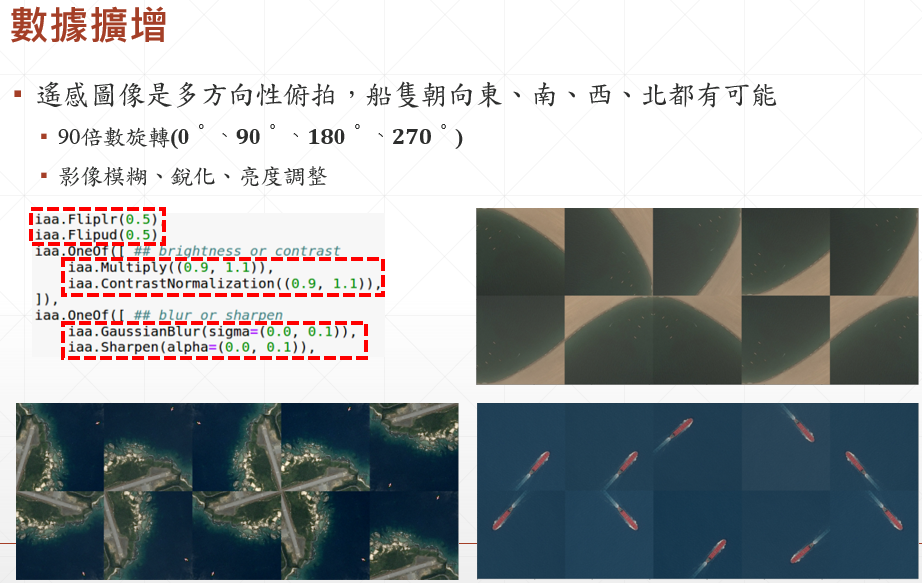 數據擴增
▪ 遙感圖像是多方向性俯拍，船隻朝向東、南、西、北都有可能
▪ 90倍數旋轉(0°、90°、180°、270°)
▪ 影像模糊、銳化、亮度調整
iaa.Fliplr(0.5)
iaa.Flipud(0.5)
iaa.OneOf([ ## brightness or contrast
iaa.Multiply((0.9, 1.1)),
iaa.ContrastNormalization((0.9, 1.1)),
]),
iaa.OneOf([ ## blur or sharpen
iaa.GaussianBlur(sigma=(0.0, 0.1)),
iaa.Sharpen(alpha=(0.0, 0.1)),